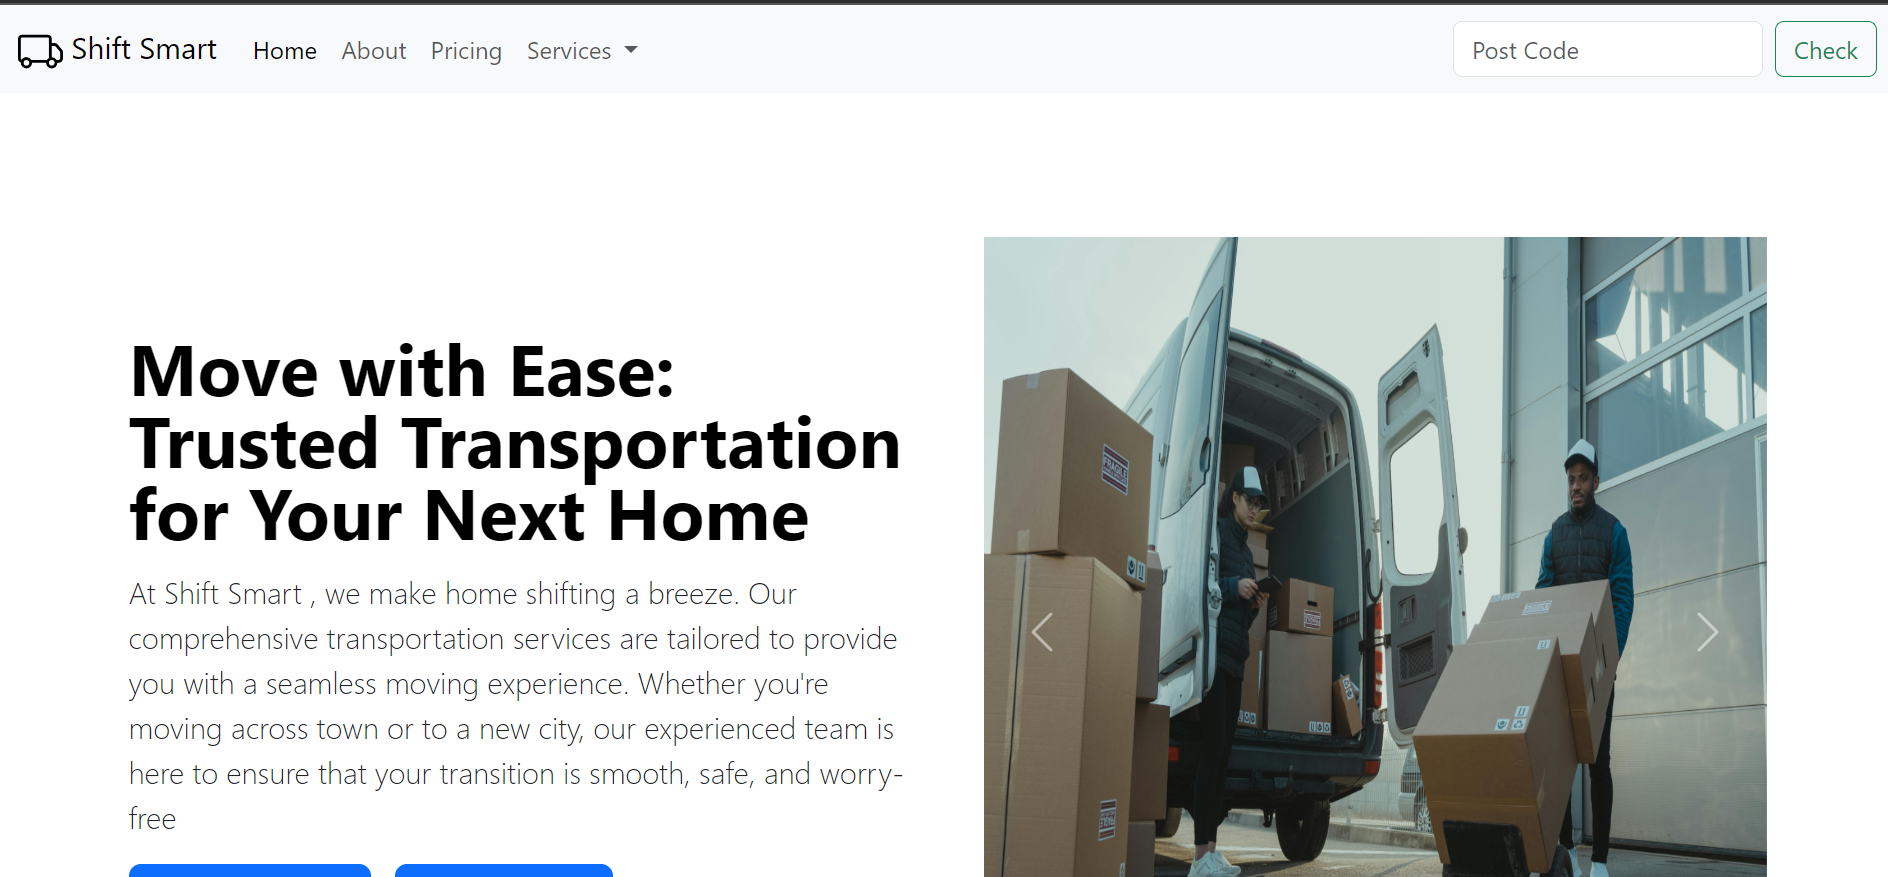 Shift Smart
Home
About
Pricing
Services
Post Code
Check
Move with Ease:
Trusted Transportation
for Your Next Home
At Shift Smart , we make home shifting a breeze. Our
comprehensive transportation services are tailored to provide
you with a seamless moving experience. Whether you're
moving across town or to a new city, our experienced team is
here to ensure that your transition is smooth, safe, and worry-
free
FRAGILE